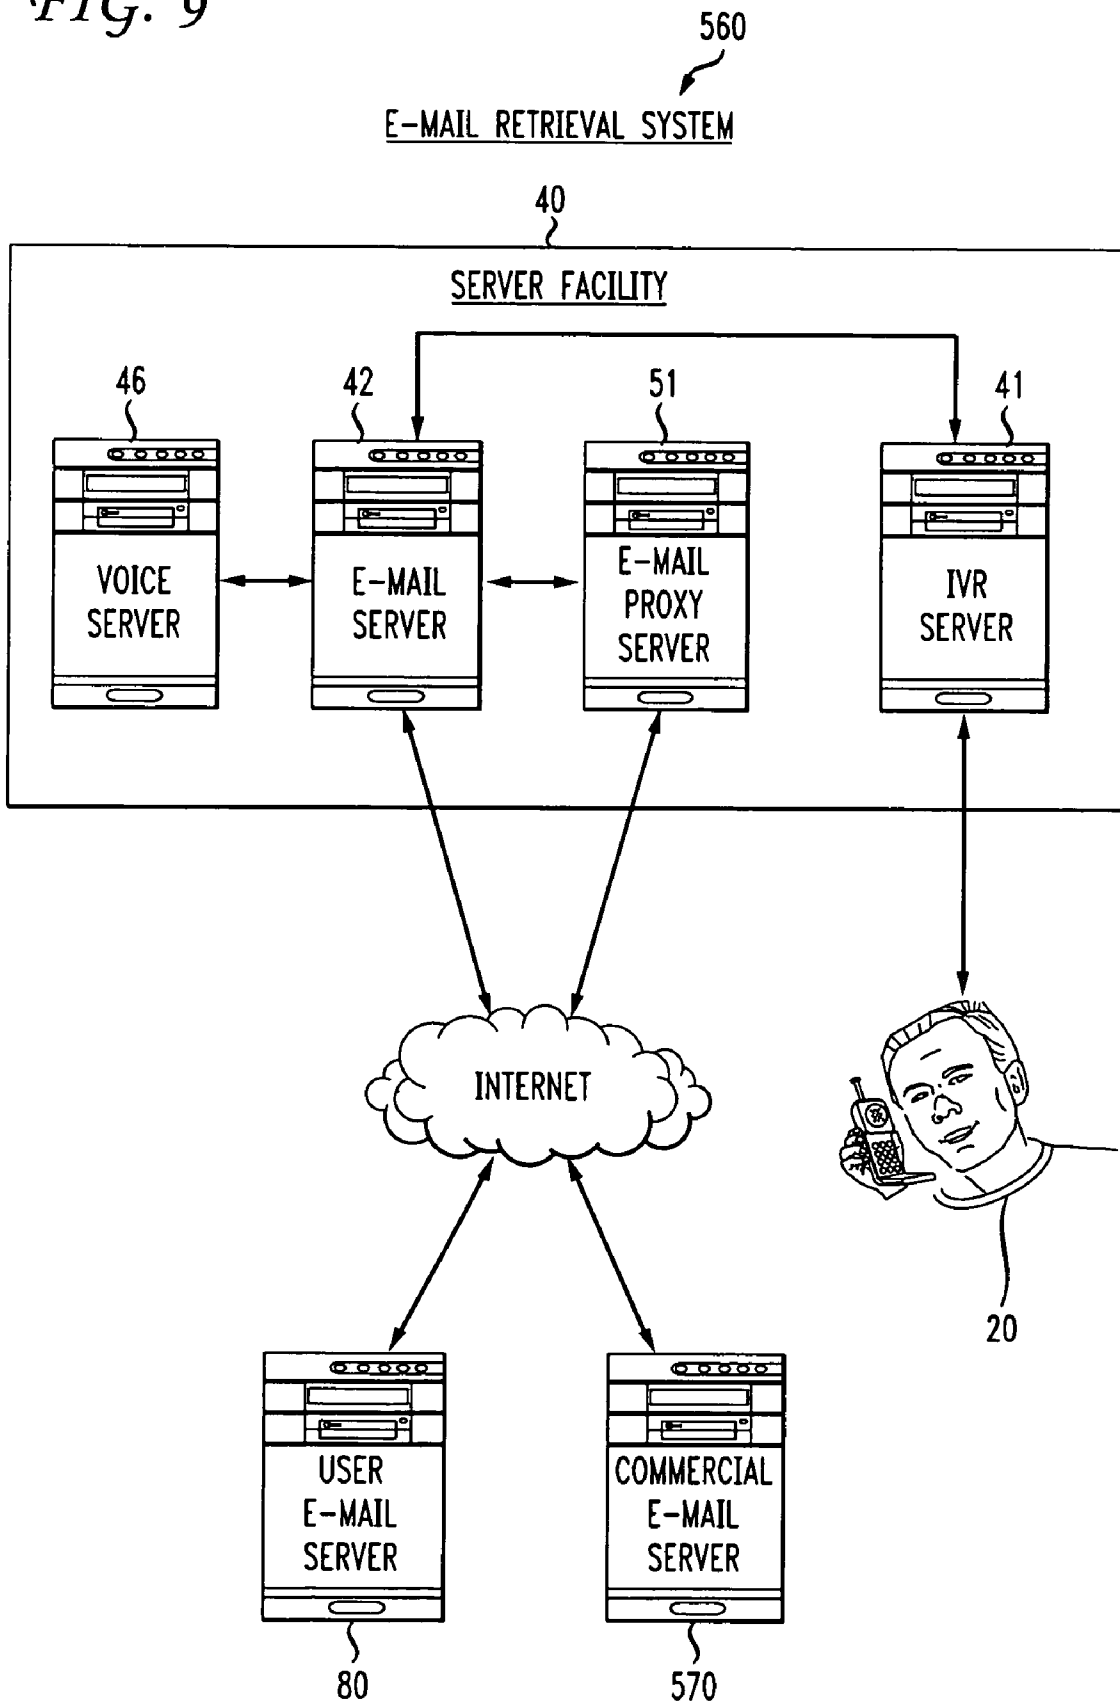 FIG. 9
560
E-MAIL RETRIEVAL SYSTEM
40
SERVER FACILITY
46
42
51
41
VOICE
SERVER
E-MAIL
SERVER
E-MAIL
PROXY
SERVER
IVR
SERVER
INTERNET
20
USER
E-MAIL
SERVER
COMMERCIAL
E-MAIL
SERVER
80
570